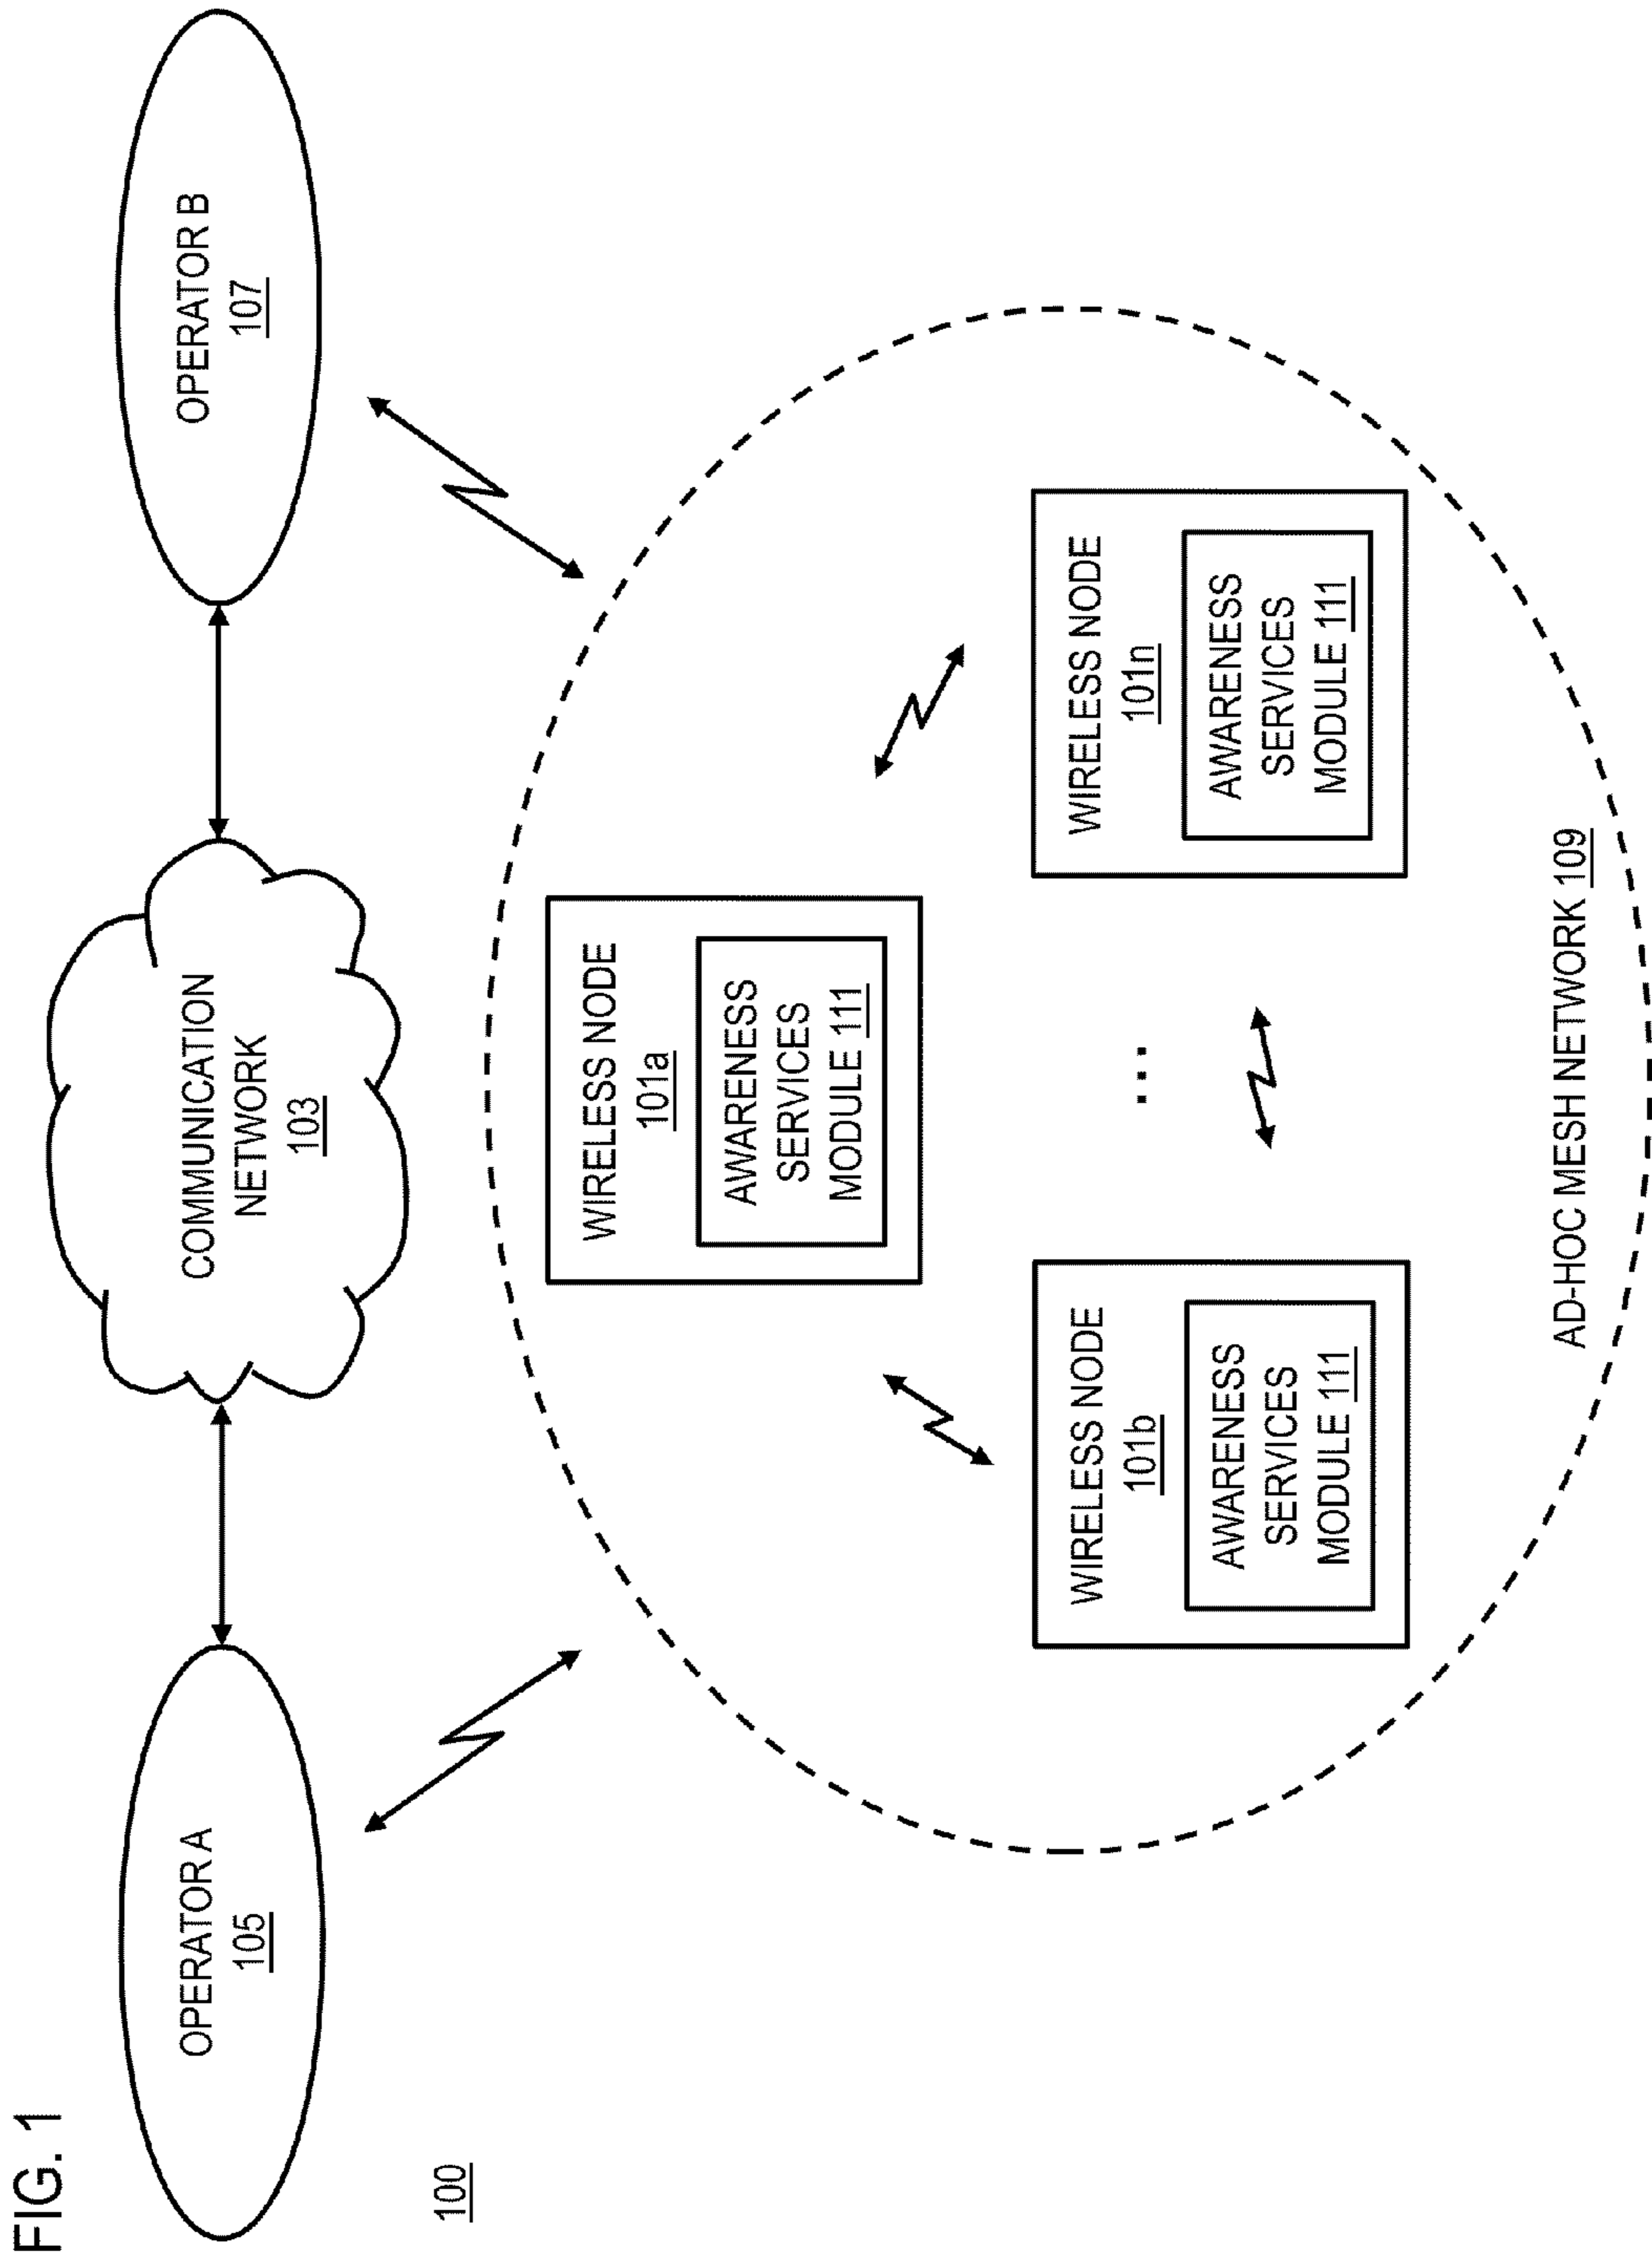 FIG. 1
OPERATOR A
105
COMMUNICATION
NETWORK
103
OPERATOR B
107
100
WIRELESS NODE
101a
AWARENESS
SERVICES
MODULE 111
WIRELESS NODE
101b
AWARENESS
SERVICES
MODULE 111
...
WIRELESS NODE
101n
AWARENESS
SERVICES
MODULE 111
AD-HOC MESH NETWORK 109